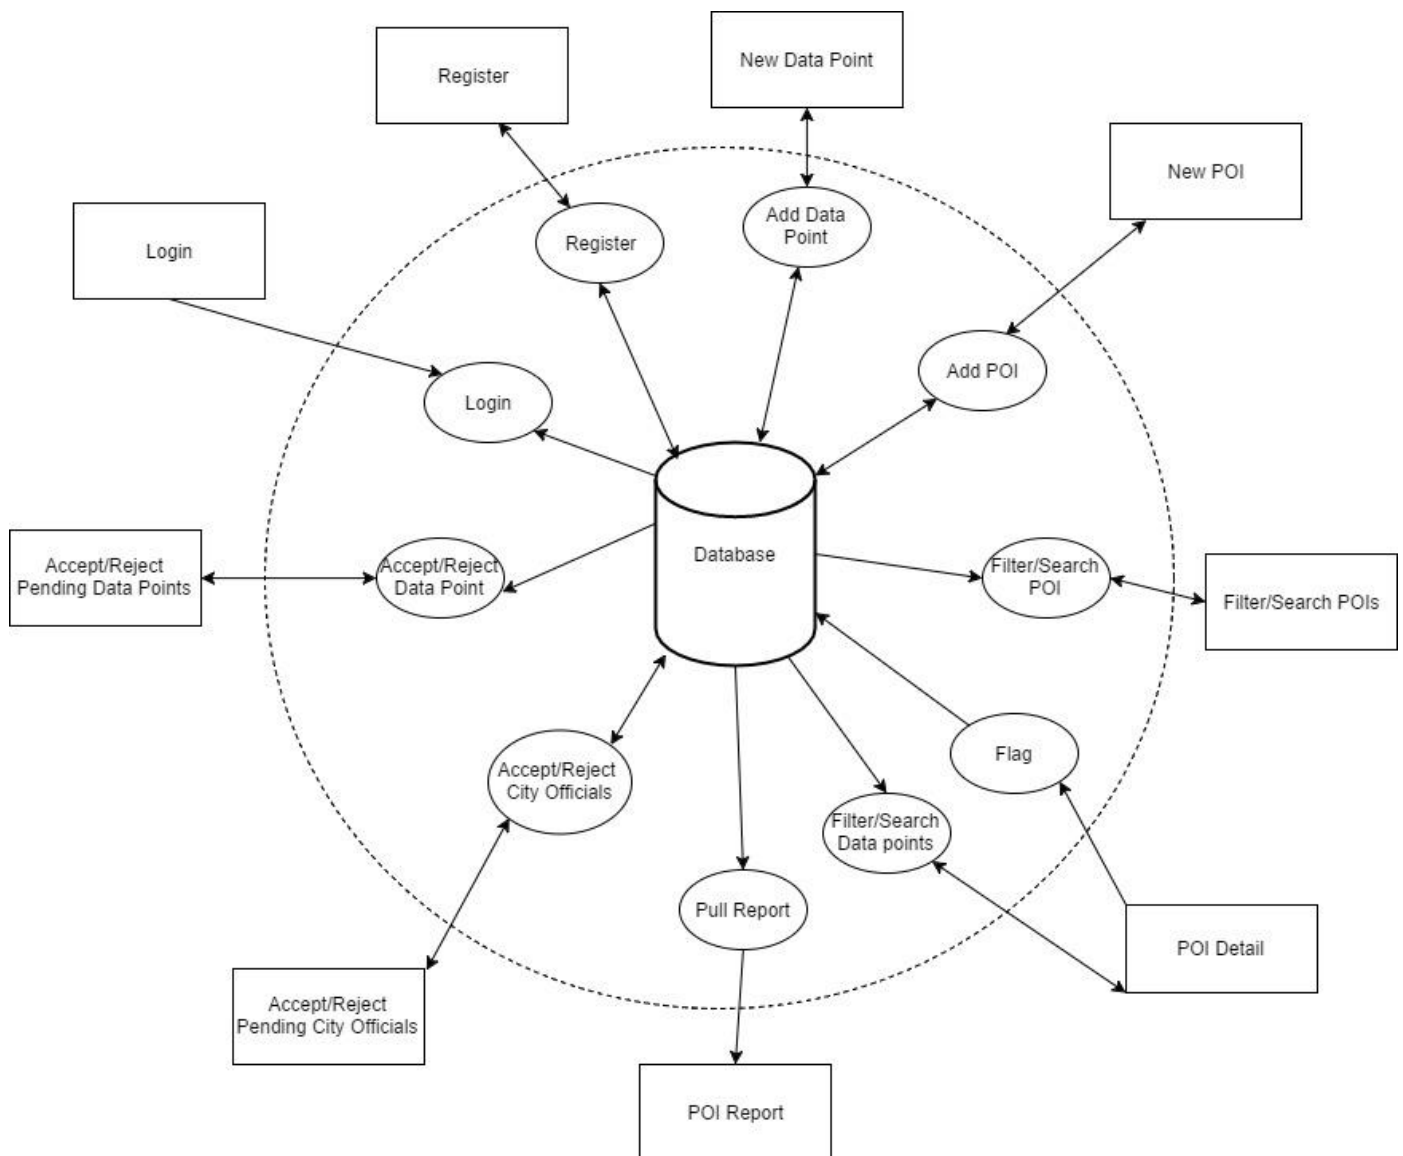 New Data Point
Register
New POI
Add Data
Point
Register
Login
Add POI
Login
Database
Accept/Reject
Pending Data Points
Accept/Reject
Data Point
Filter/Search
POI
Filter/Search POIs
Flag
Accept/Reject
City Officials
Filter/Search
Data points
Pull Report
POI Detail
Accept/Reject
Pending City Officials
POI Report